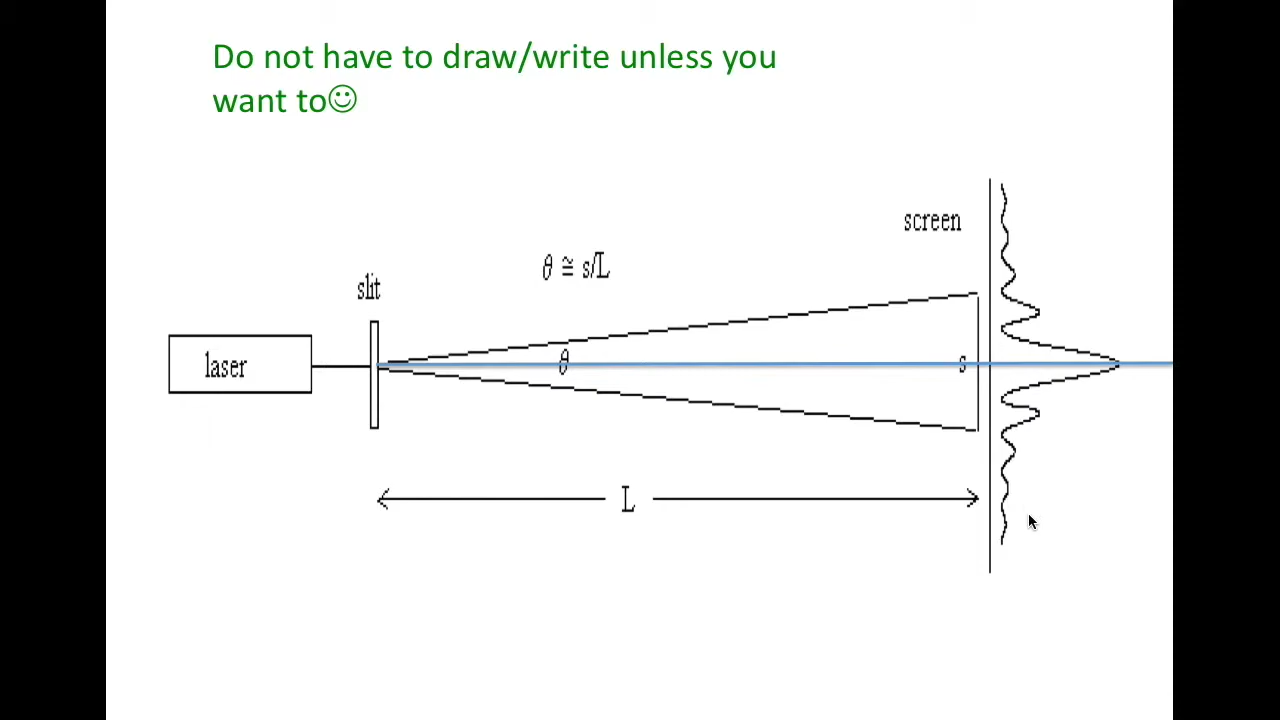 Do not have to draw/write unless you
want to☺
screen
θ ≅ s/L
slit
laser
θ
s
L